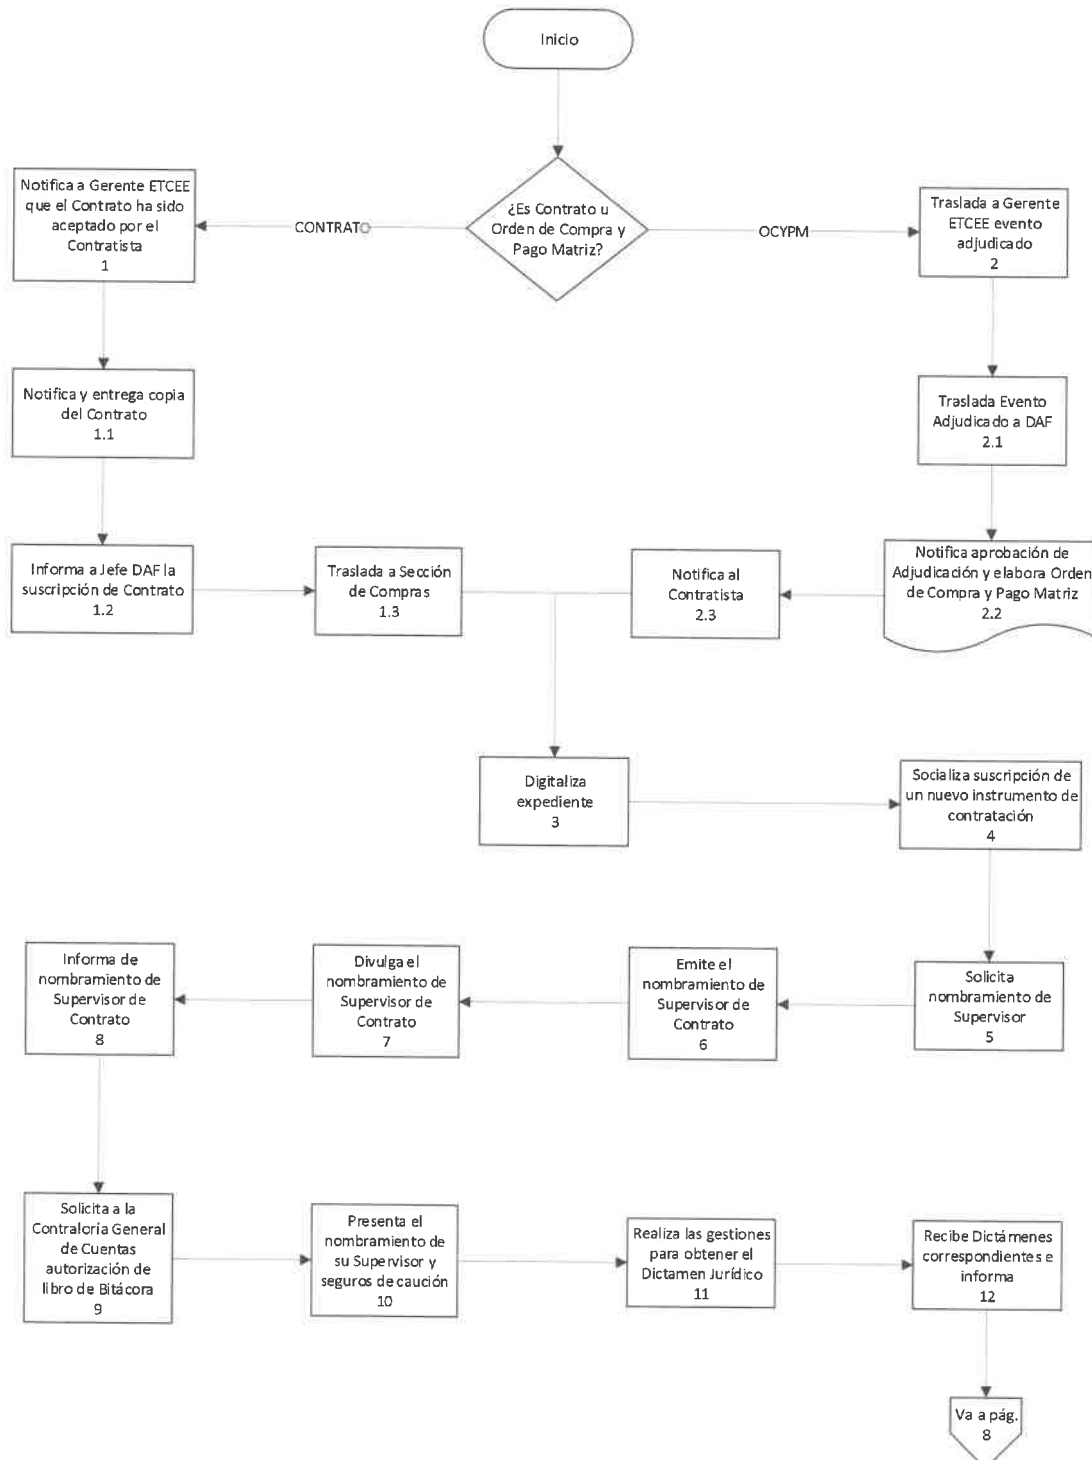 Inicio
¿Es Contrato u
Orden de Compra y
Pago Matriz?
CONTRATO
OCYPM
Notifica a Gerente ETCEE
que el Contrato ha sido
aceptado por el
Contratista
1
Traslada a Gerente
ETCEE evento
adjudicado
2
Notifica y entrega copia
del Contrato
1.1
Traslada Evento
Adjudicado a DAF
2.1
Informa a Jefe DAF la
suscripción de Contrato
1.2
Traslada a Sección
de Compras
1.3
Notifica al
Contratista
2.3
Notifica aprobación de
Adjudicación y elabora Orden
de Compra y Pago Matriz
2.2
Digitaliza
expediente
3
Socializa suscripción de
un nuevo instrumento de
contratación
4
Informa de
nombramiento de
Supervisor de
Contrato
8
Divulga el
nombramiento de
Supervisor de
Contrato
7
Emite el
nombramiento de
Supervisor de
Contrato
6
Solicita
nombramiento de
Supervisor
5
Solicita a la
Contraloría General
de Cuentas
autorización de
libro de Bitácora
9
Presenta el
nombramiento de
su Supervisor y
seguros de caución
10
Realiza las gestiones
para obtener el
Dictamen Jurídico
11
Recibe Dictámenes
correspondientes e
informa
12
Va a pág.
8